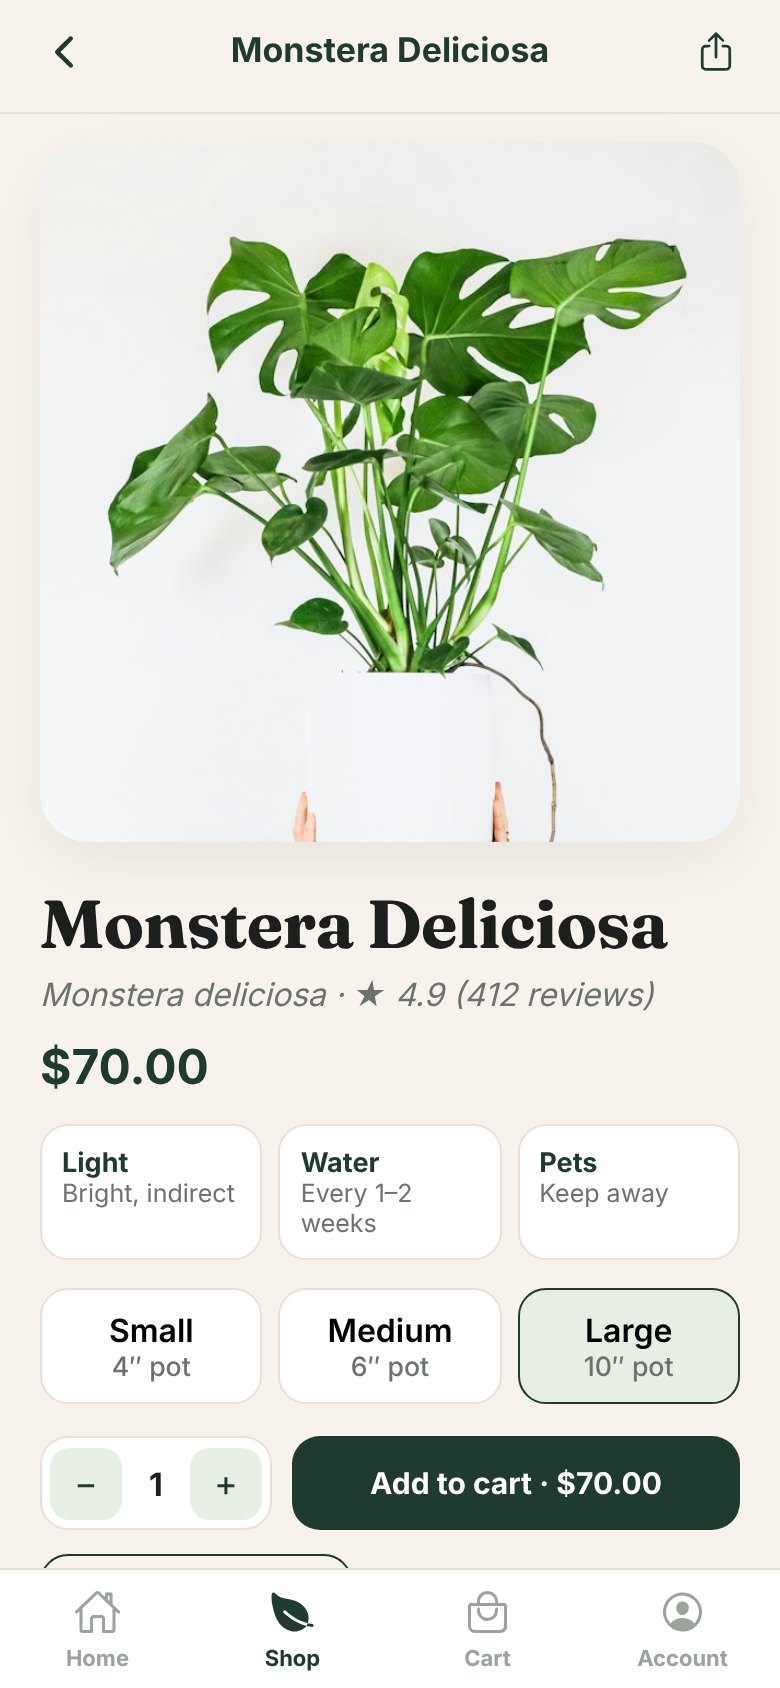 Monstera Deliciosa
Monstera Deliciosa
Monstera deliciosa · ★ 4.9 (412 reviews)
$70.00
Light
Bright, indirect
Water
Every 1–2
weeks
Pets
Keep away
Small
4″ pot
Medium
6″ pot
Large
10″ pot
− 1 +
Add to cart · $70.00
Home
Shop
Cart
Account